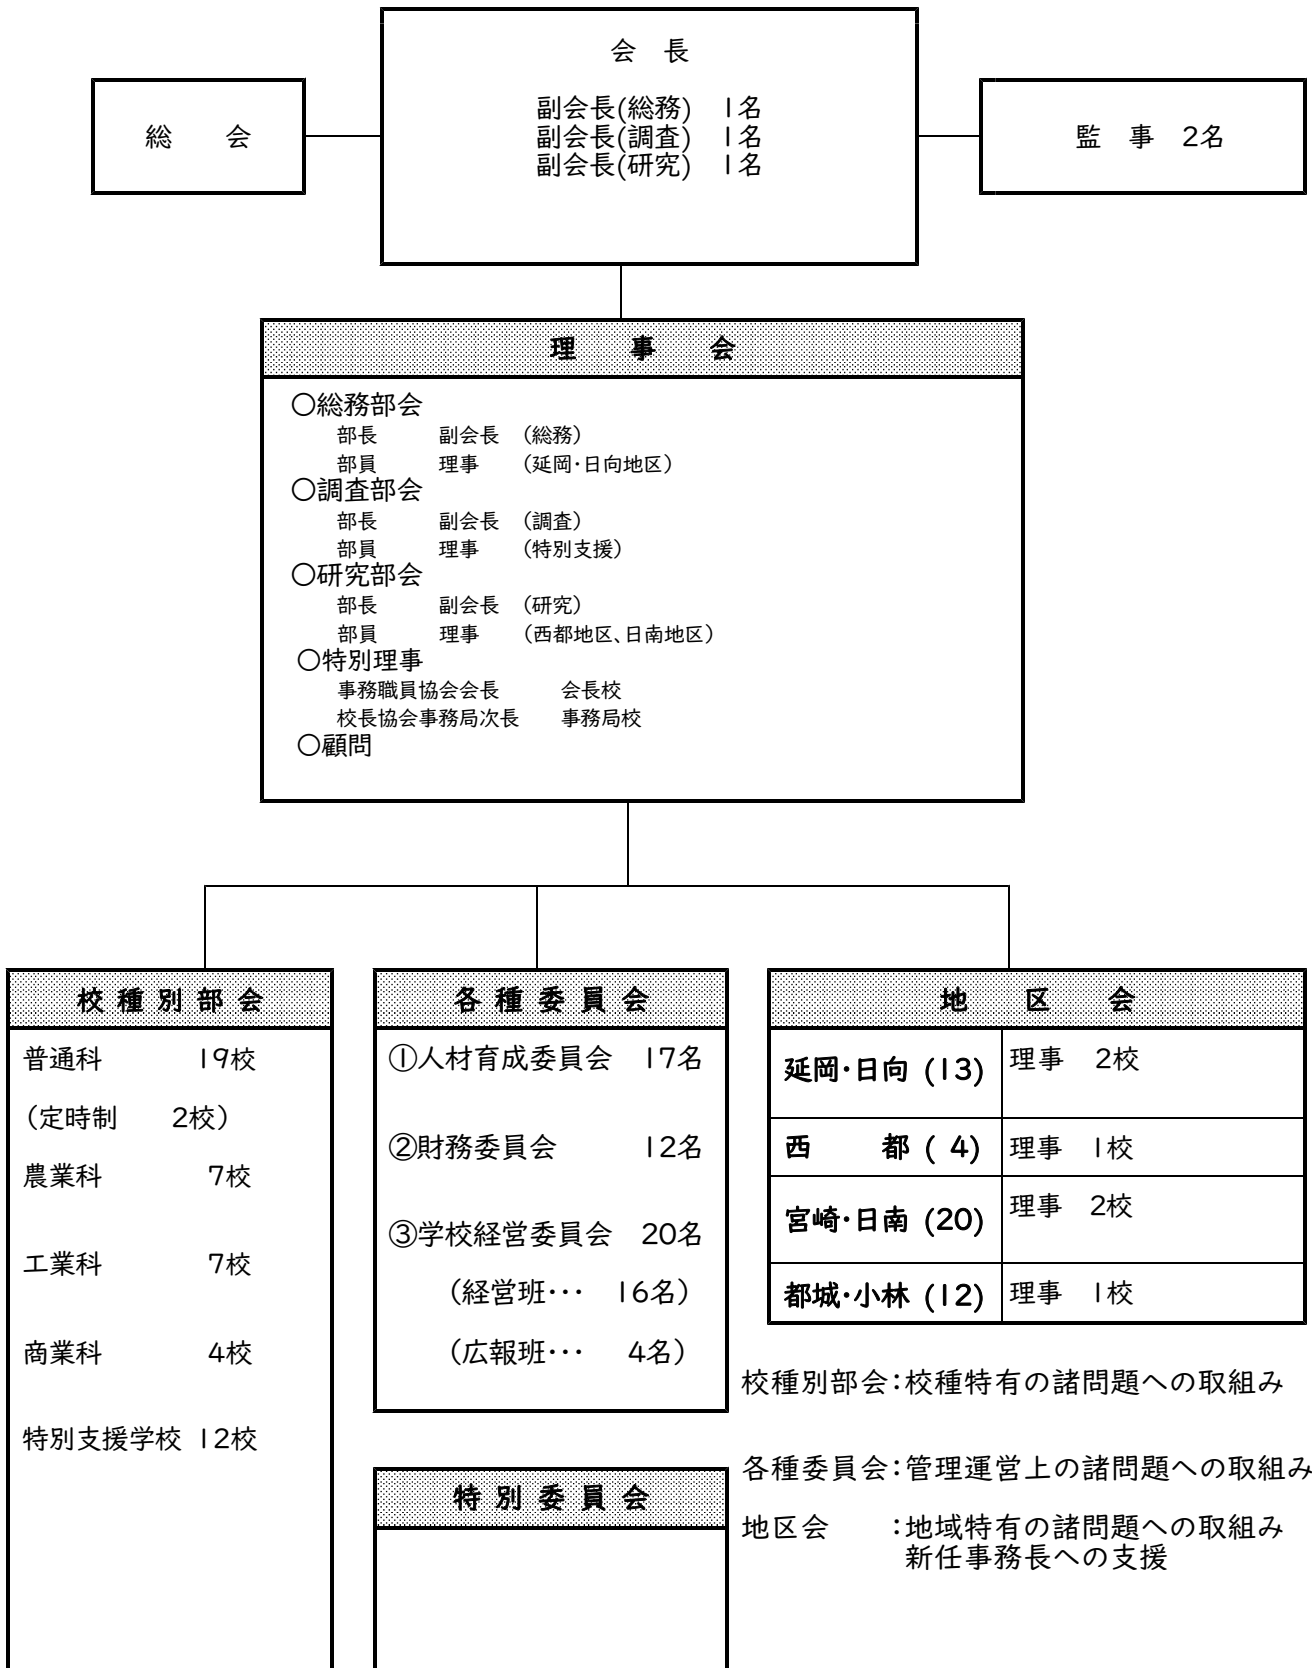 会　長
副会長(総務)　1名
副会長(調査)　1名
副会長(研究)　1名
総　　会
監　事　2名
理　事　会
○総務部会
部長　副会長　（総務）
部員　理事　（延岡・日向地区）
○調査部会
部長　副会長　（調査）
部員　理事　（特別支援）
○研究部会
部長　副会長　（研究）
部員　理事　（西都地区、日南地区）
○特別理事
事務職員協会会長　会長校
校長協会事務局次長　事務局校
○顧問
校種別部会
普通科　19校
（定時制　2校）
農業科　7校
工業科　7校
商業科　4校
特別支援学校　12校
各種委員会
①人材育成委員会　17名
②財務委員会　12名
③学校経営委員会　20名
（経営班・・・　16名）
（広報班・・・　4名）
特別委員会
地　区　会
延岡・日向 (13)　理事　2校
西　都 ( 4)　理事　1校
宮崎・日南 (20)　理事　2校
都城・小林 (12)　理事　1校
校種別部会：校種特有の諸問題への取組み
各種委員会：管理運営上の諸問題への取組み
地区会　：地域特有の諸問題への取組み
新任事務長への支援